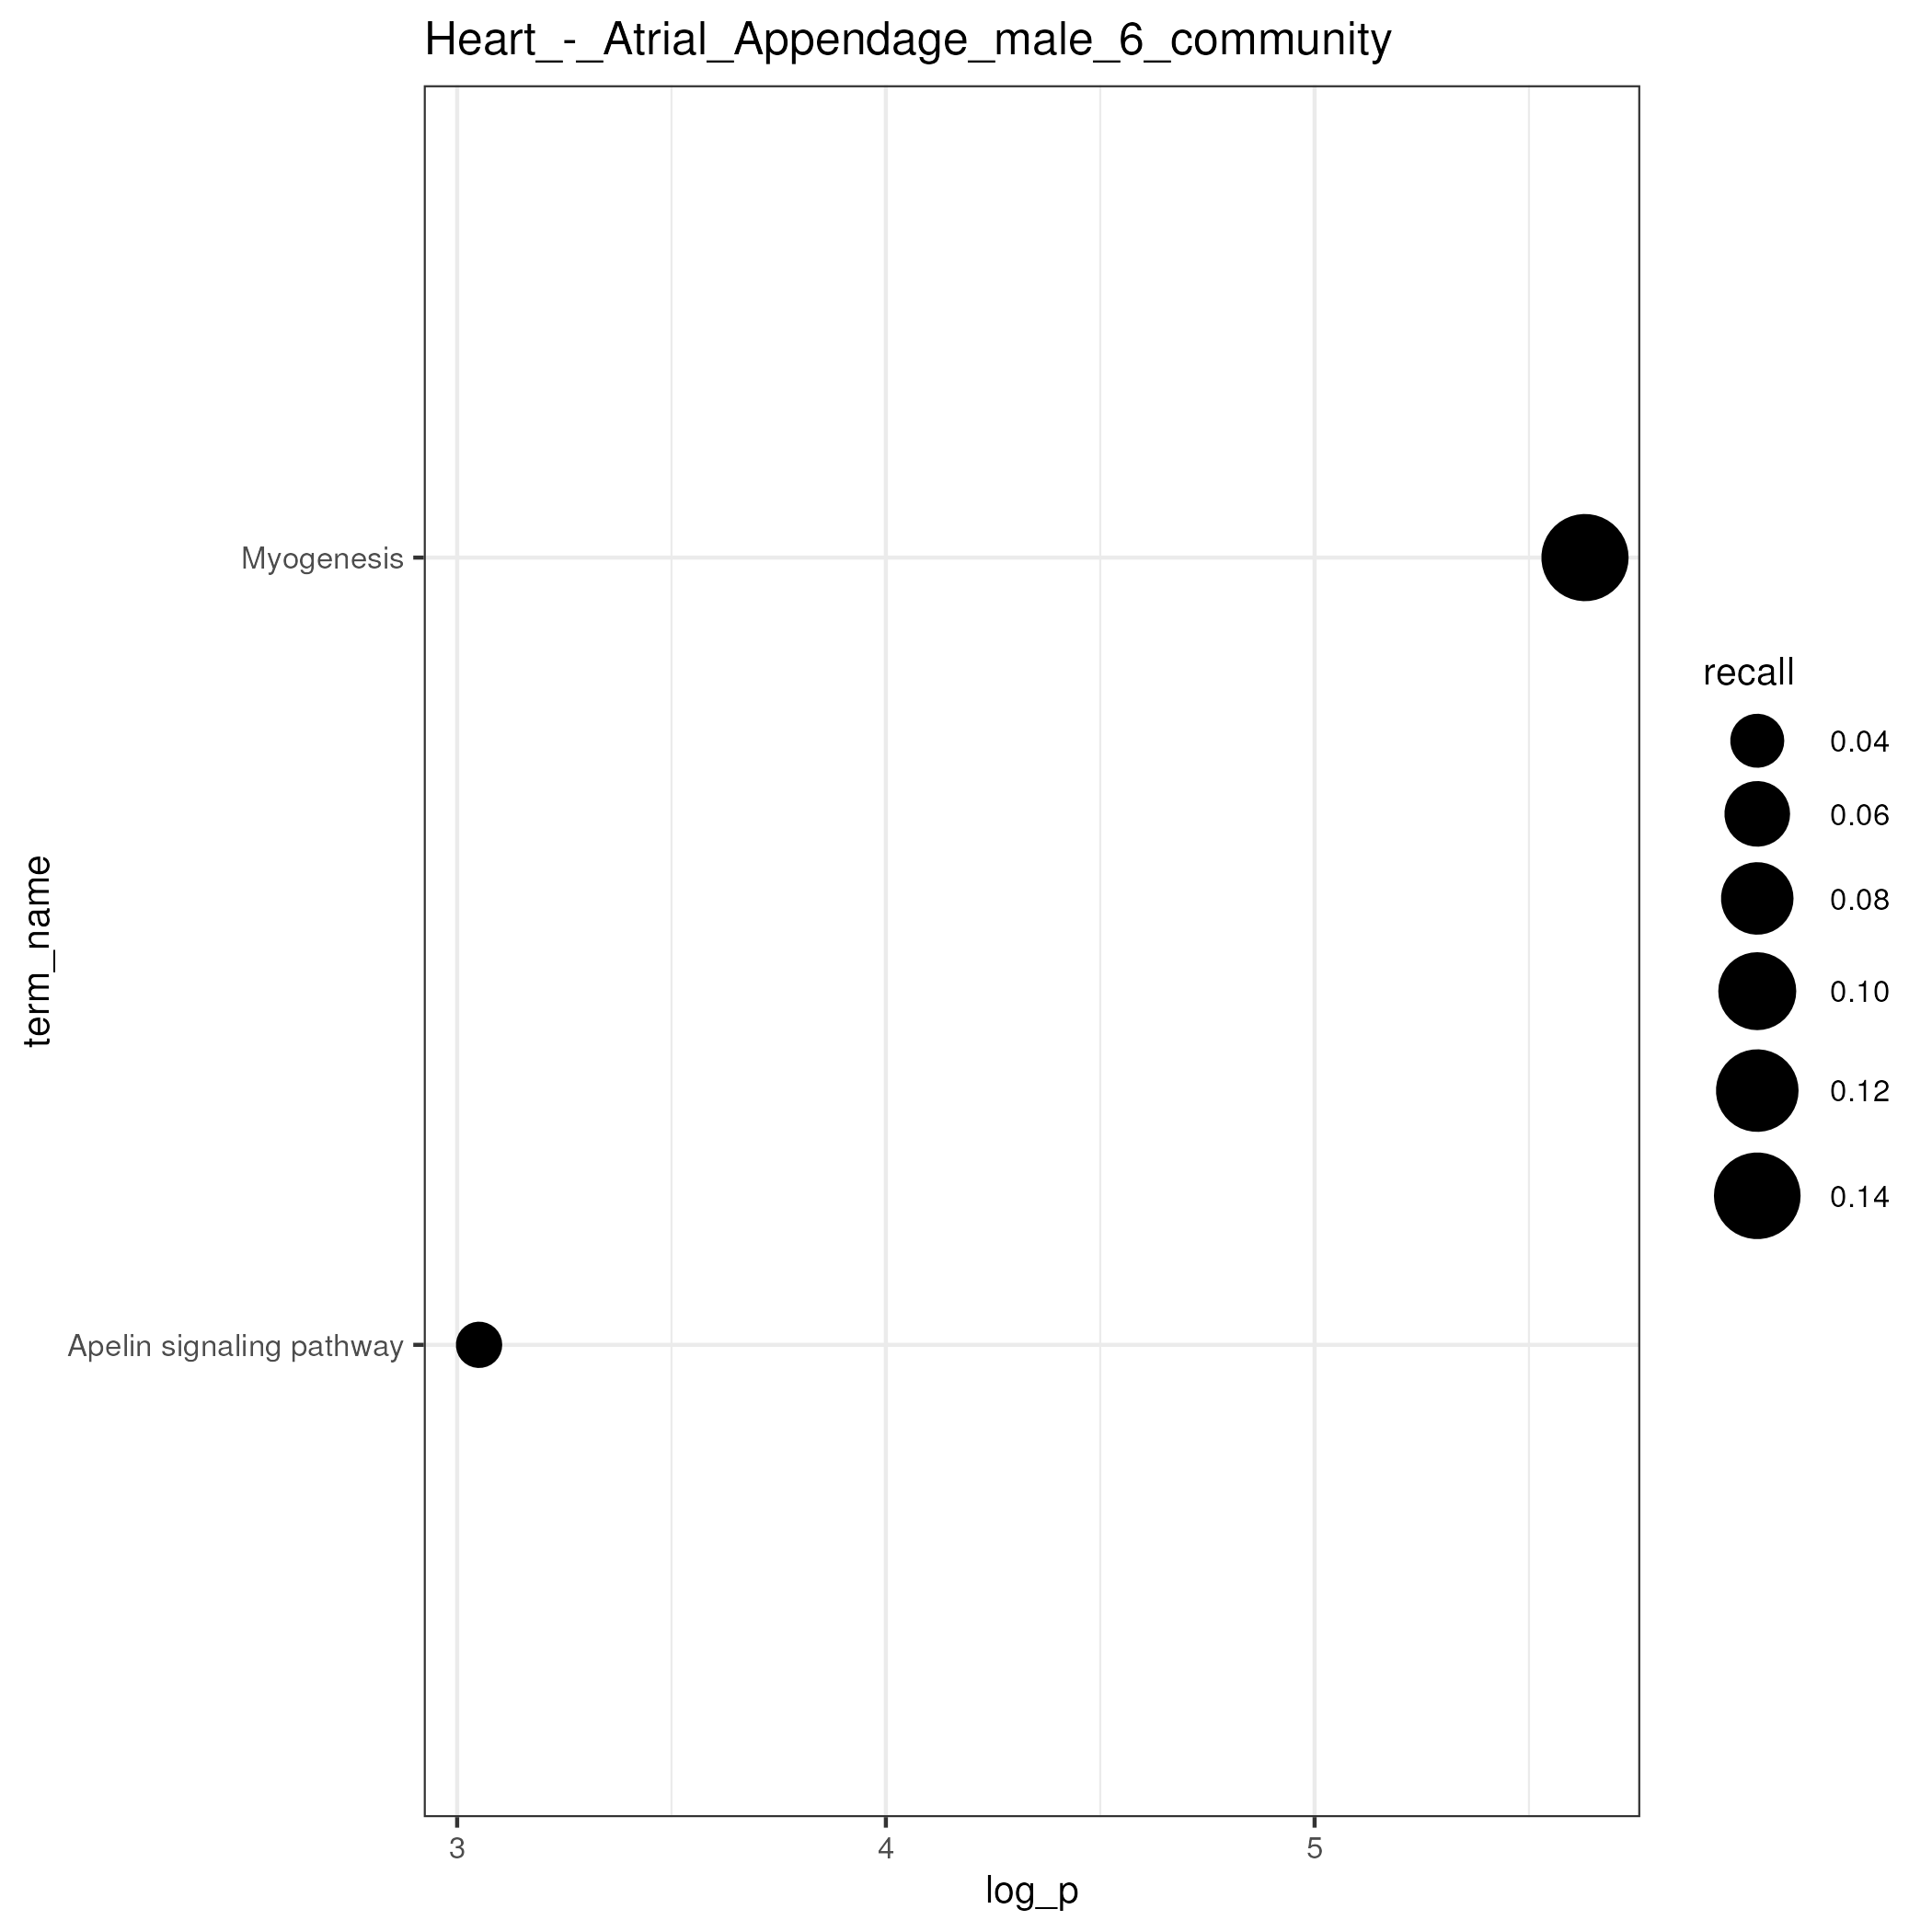 Heart_-_Atrial_Appendage_male_6_community
Myogenesis
Apelin signaling pathway
term_name
3
4
5
log_p
recall
0.04
0.06
0.08
0.10
0.12
0.14